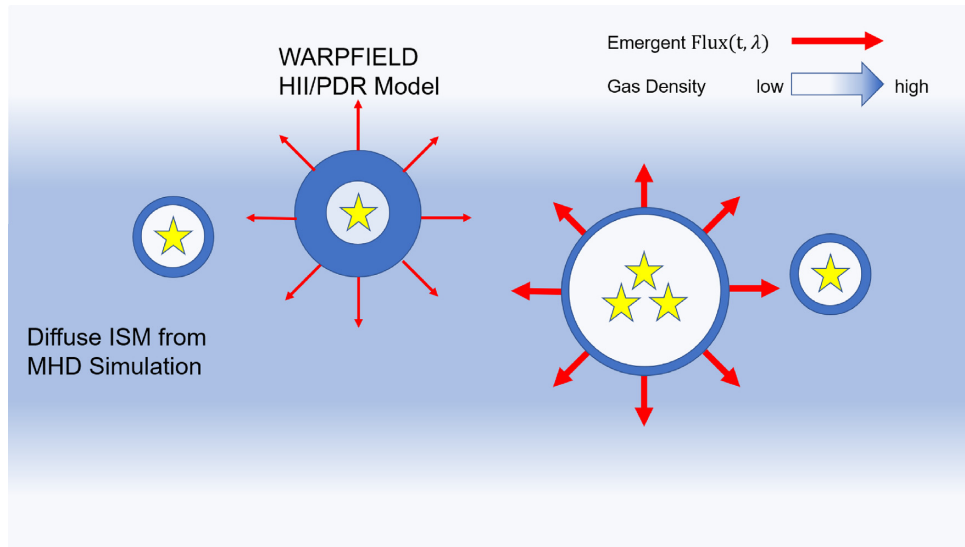 WARPFIELD
HII/PDR Model
Emergent Flux(t, λ)
Gas Density low high
Diffuse ISM from
MHD Simulation